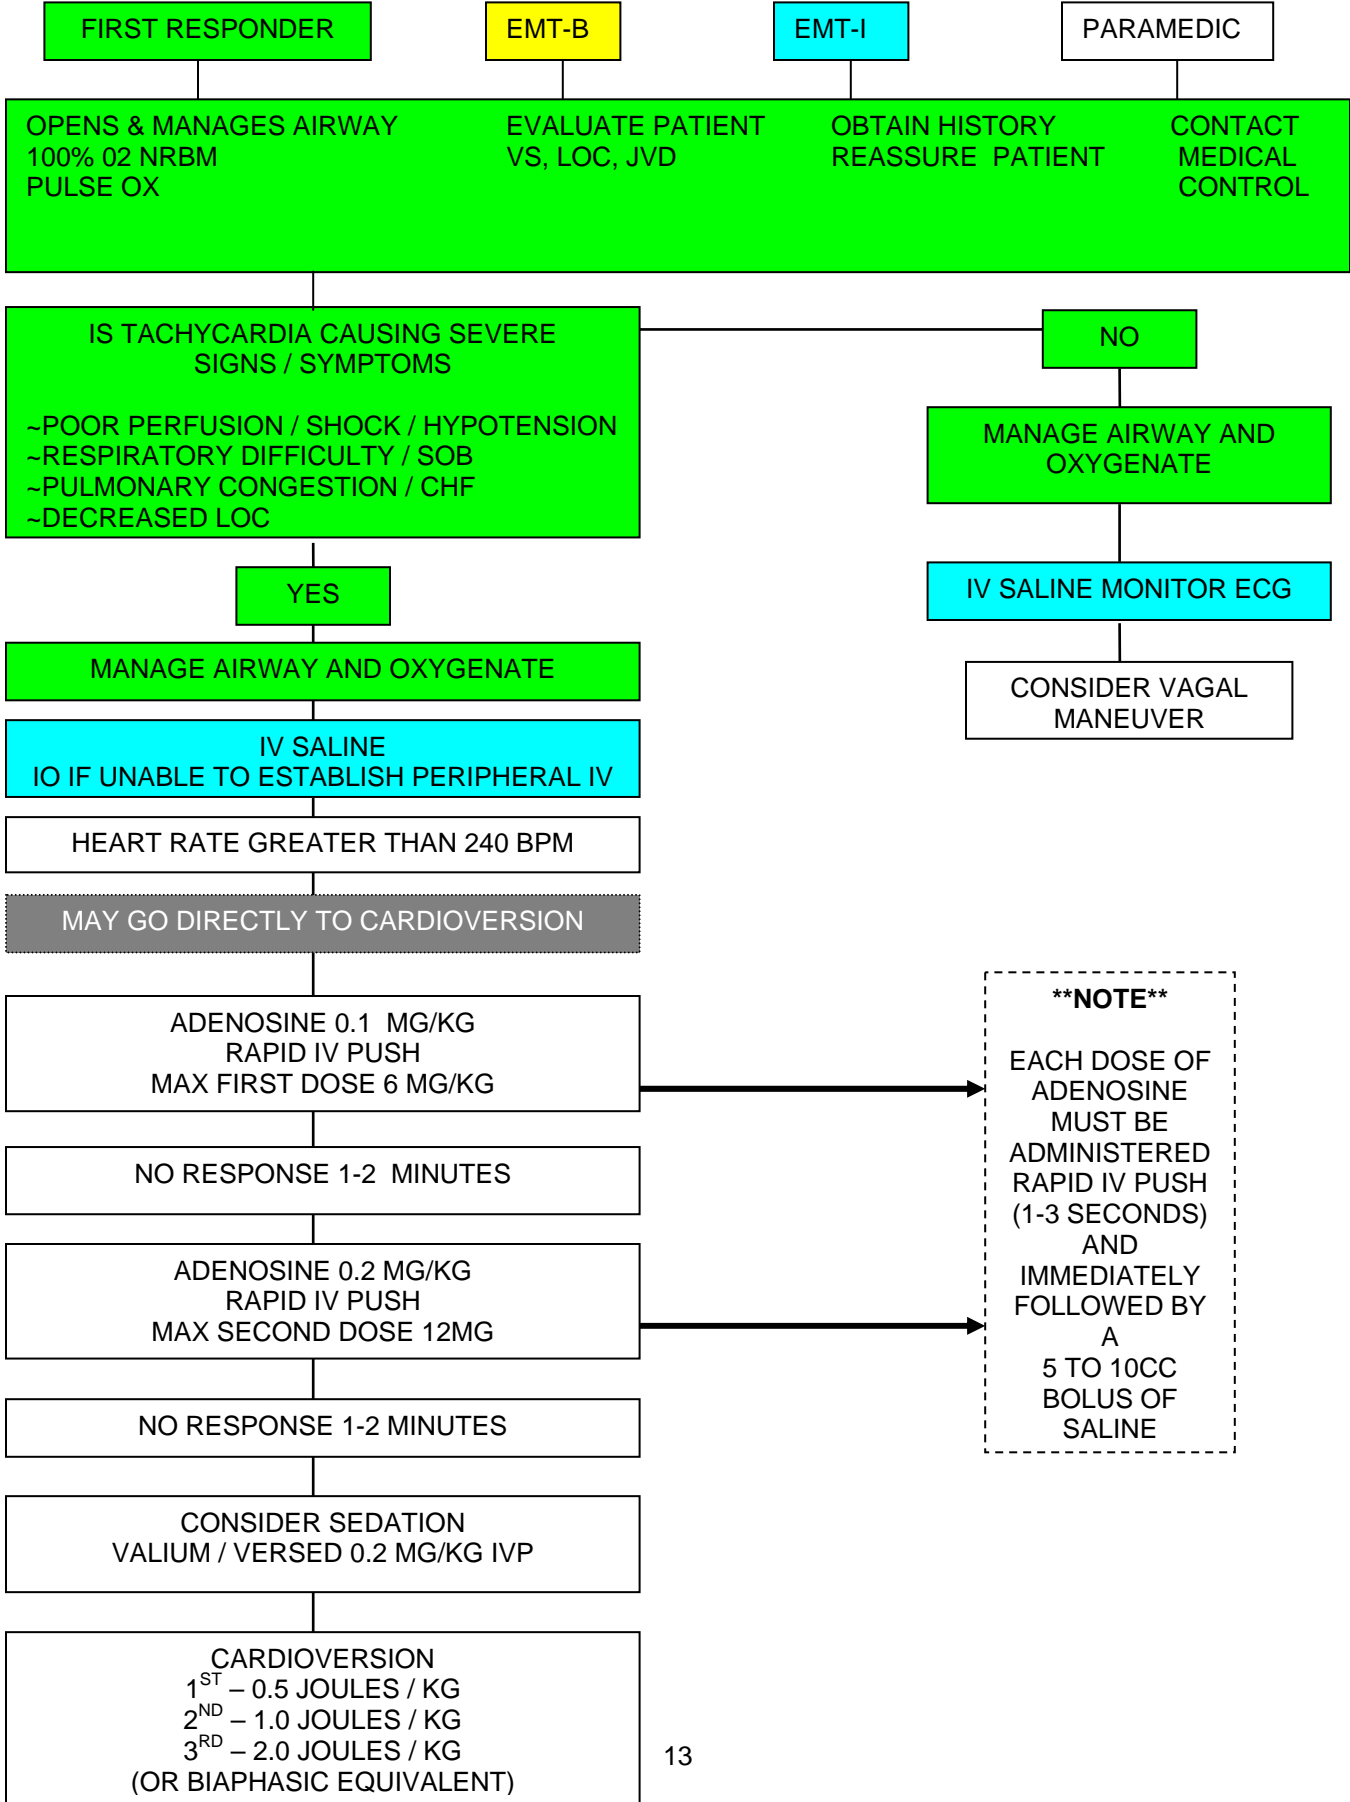 FIRST RESPONDER
EMT-B
EMT-I
PARAMEDIC
OPENS & MANAGES AIRWAY
100% 02 NRBM
PULSE OX
EVALUATE PATIENT
VS, LOC, JVD
OBTAIN HISTORY
REASSURE PATIENT
CONTACT
MEDICAL
CONTROL
IS TACHYCARDIA CAUSING SEVERE
SIGNS / SYMPTOMS
~POOR PERFUSION / SHOCK / HYPOTENSION
~RESPIRATORY DIFFICULTY / SOB
~PULMONARY CONGESTION / CHF
~DECREASED LOC
NO
MANAGE AIRWAY AND
OXYGENATE
IV SALINE MONITOR ECG
CONSIDER VAGAL
MANEUVER
YES
MANAGE AIRWAY AND OXYGENATE
IV SALINE
IO IF UNABLE TO ESTABLISH PERIPHERAL IV
HEART RATE GREATER THAN 240 BPM
MAY GO DIRECTLY TO CARDIOVERSION
ADENOSINE 0.1 MG/KG
RAPID IV PUSH
MAX FIRST DOSE 6 MG/KG
NO RESPONSE 1-2 MINUTES
ADENOSINE 0.2 MG/KG
RAPID IV PUSH
MAX SECOND DOSE 12MG
NO RESPONSE 1-2 MINUTES
CONSIDER SEDATION
VALIUM / VERSED 0.2 MG/KG IVP
CARDIOVERSION
1ST – 0.5 JOULES / KG
2ND – 1.0 JOULES / KG
3RD – 2.0 JOULES / KG
(OR BIAPHASIC EQUIVALENT)
**NOTE**
EACH DOSE OF
ADENOSINE
MUST BE
ADMINISTERED
RAPID IV PUSH
(1-3 SECONDS)
AND
IMMEDIATELY
FOLLOWED BY
A
5 TO 10CC
BOLUS OF
SALINE
13